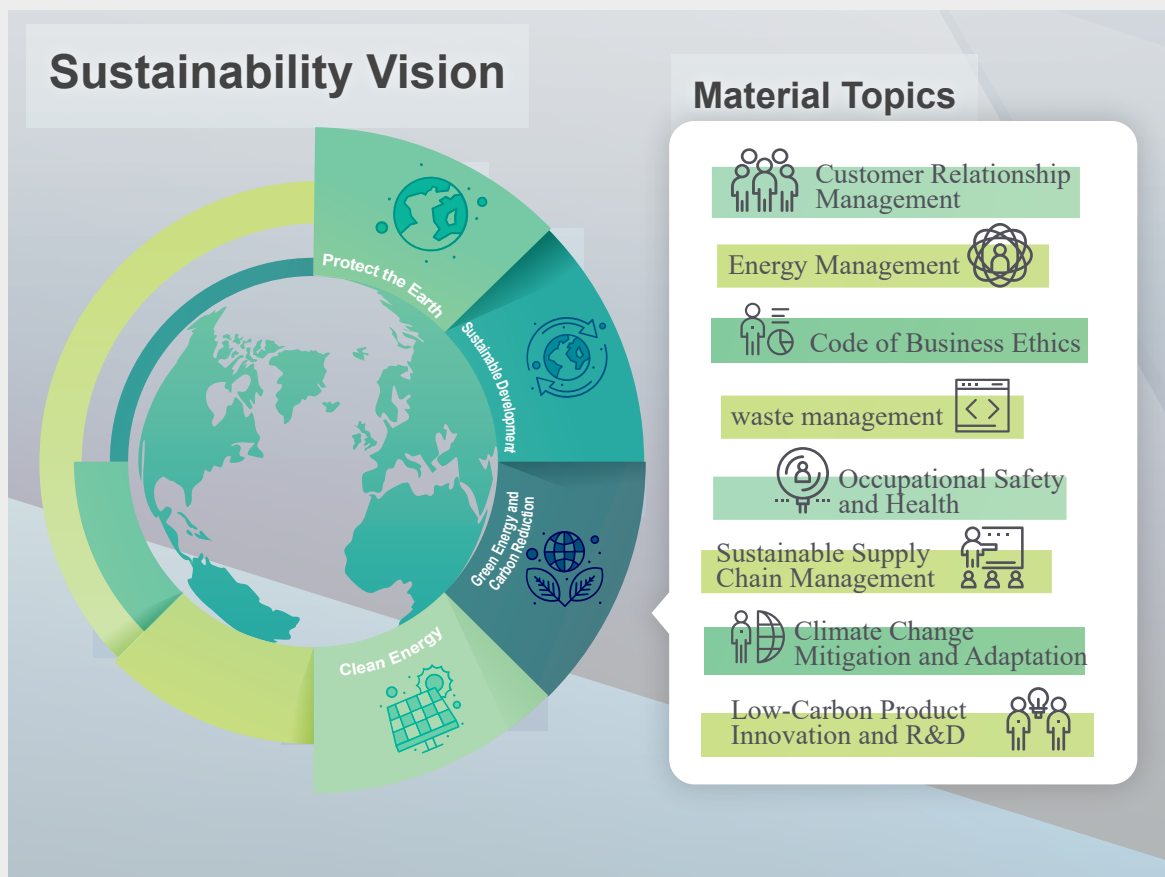 Sustainability Vision
Protect the Earth
Sustainable Development
Green Energy and
Carbon Reduction
Clean Energy
Material Topics
Customer Relationship
Management
Energy Management
Code of Business Ethics
waste management
Occupational Safety
and Health
Sustainable Supply
Chain Management
Climate Change
Mitigation and Adaptation
Low-Carbon Product
Innovation and R&D